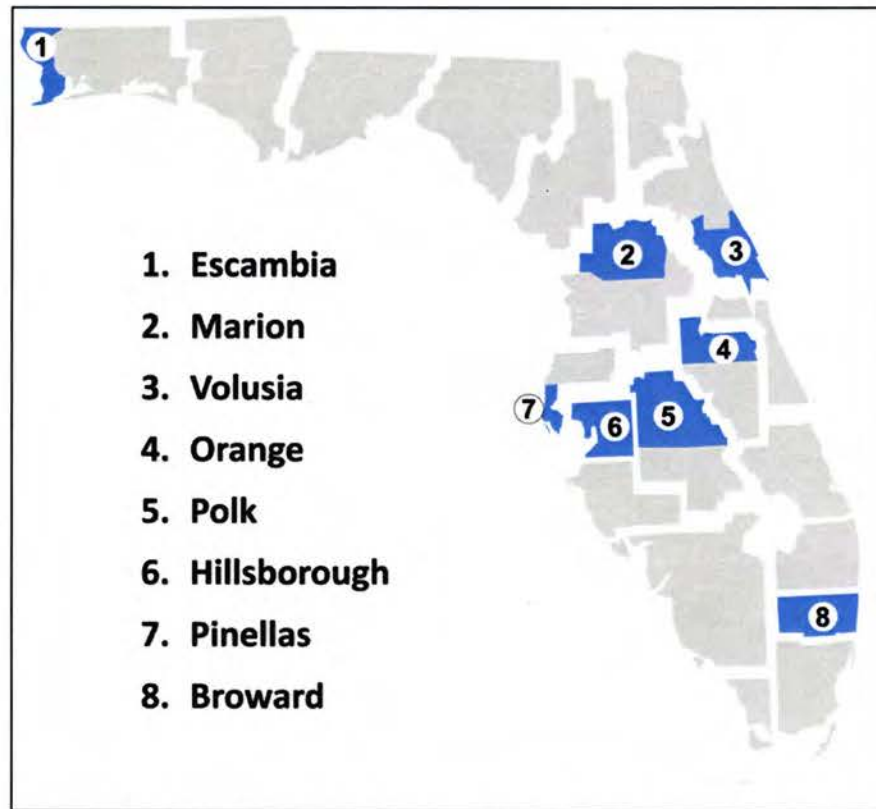 1
2
3
4
5
6
7
8
1. Escambia
2. Marion
3. Volusia
4. Orange
5. Polk
6. Hillsborough
7. Pinellas
8. Broward